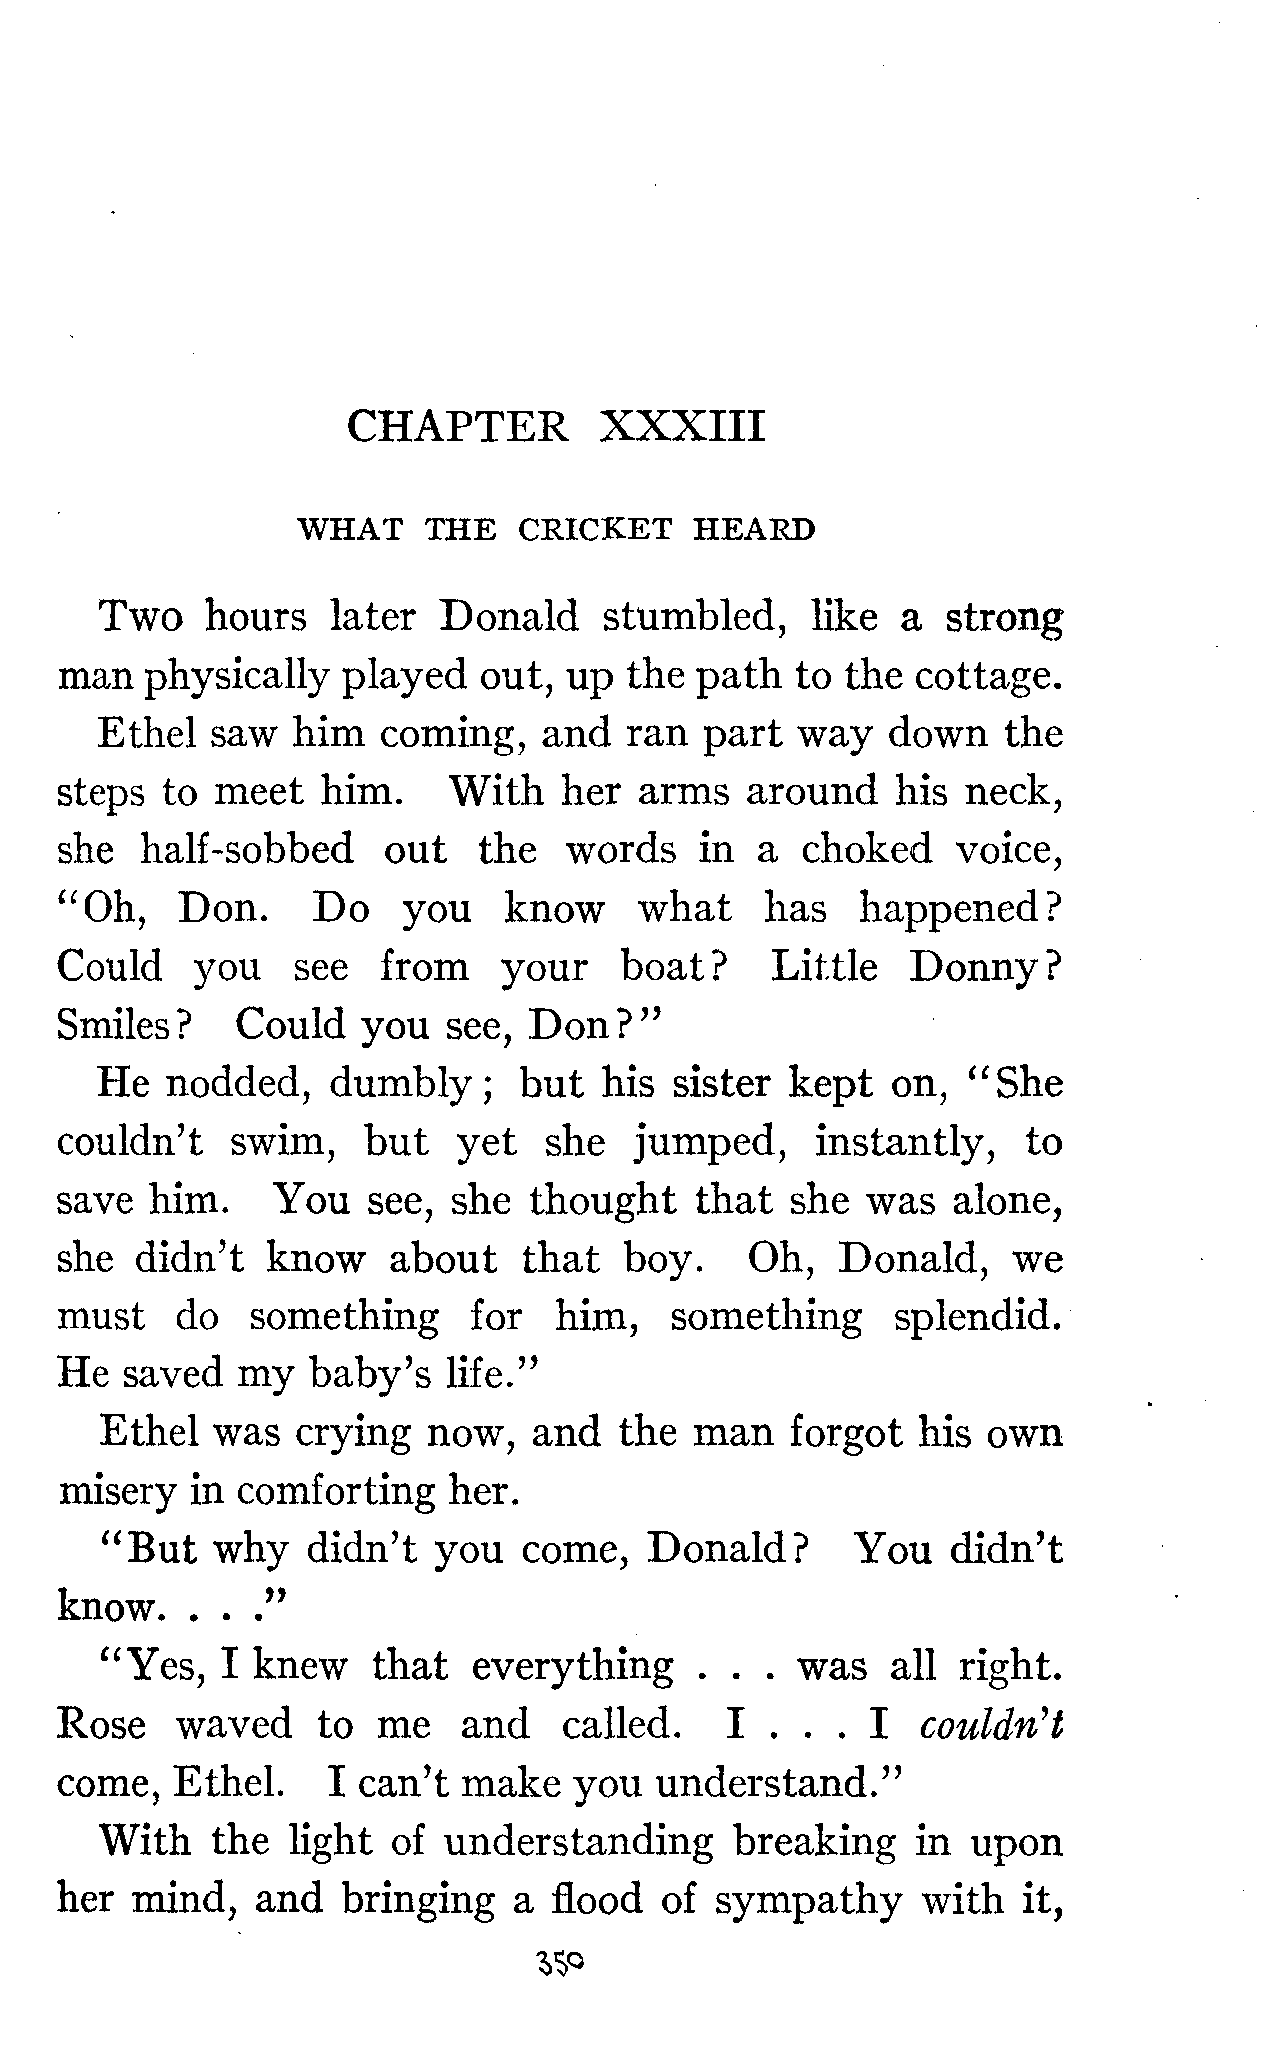 CHAPTER XXXIII
WHAT THE CRICKET HEARD
Two hours later Donald stumbled, like a strong
man physically played out, up the path to the cottage.
Ethel saw him coming, and ran part way down the
steps to meet him. With her arms around his neck,
she half-sobbed out the words in a choked voice,
"Oh, Don. Do you know what has happened?
Could you see from your boat? Little Donny?
Smiles? Could you see, Don?"
He nodded, dumbly; but his sister kept on, "She
couldn't swim, but yet she jumped, instantly, to
save him. You see, she thought that she was alone,
she didn't know about that boy. Oh, Donald, we
must do something for him, something splendid.
He saved my baby's life."
Ethel was crying now, and the man forgot his own
misery in comforting her.
"But why didn't you come, Donald? You didn't
know. . . ."
"Yes, I knew that everything . . . was all right.
Rose waved to me and called. I . . . I couldn't
come, Ethel. I can't make you understand."
With the light of understanding breaking in upon
her mind, and bringing a flood of sympathy with it,
350